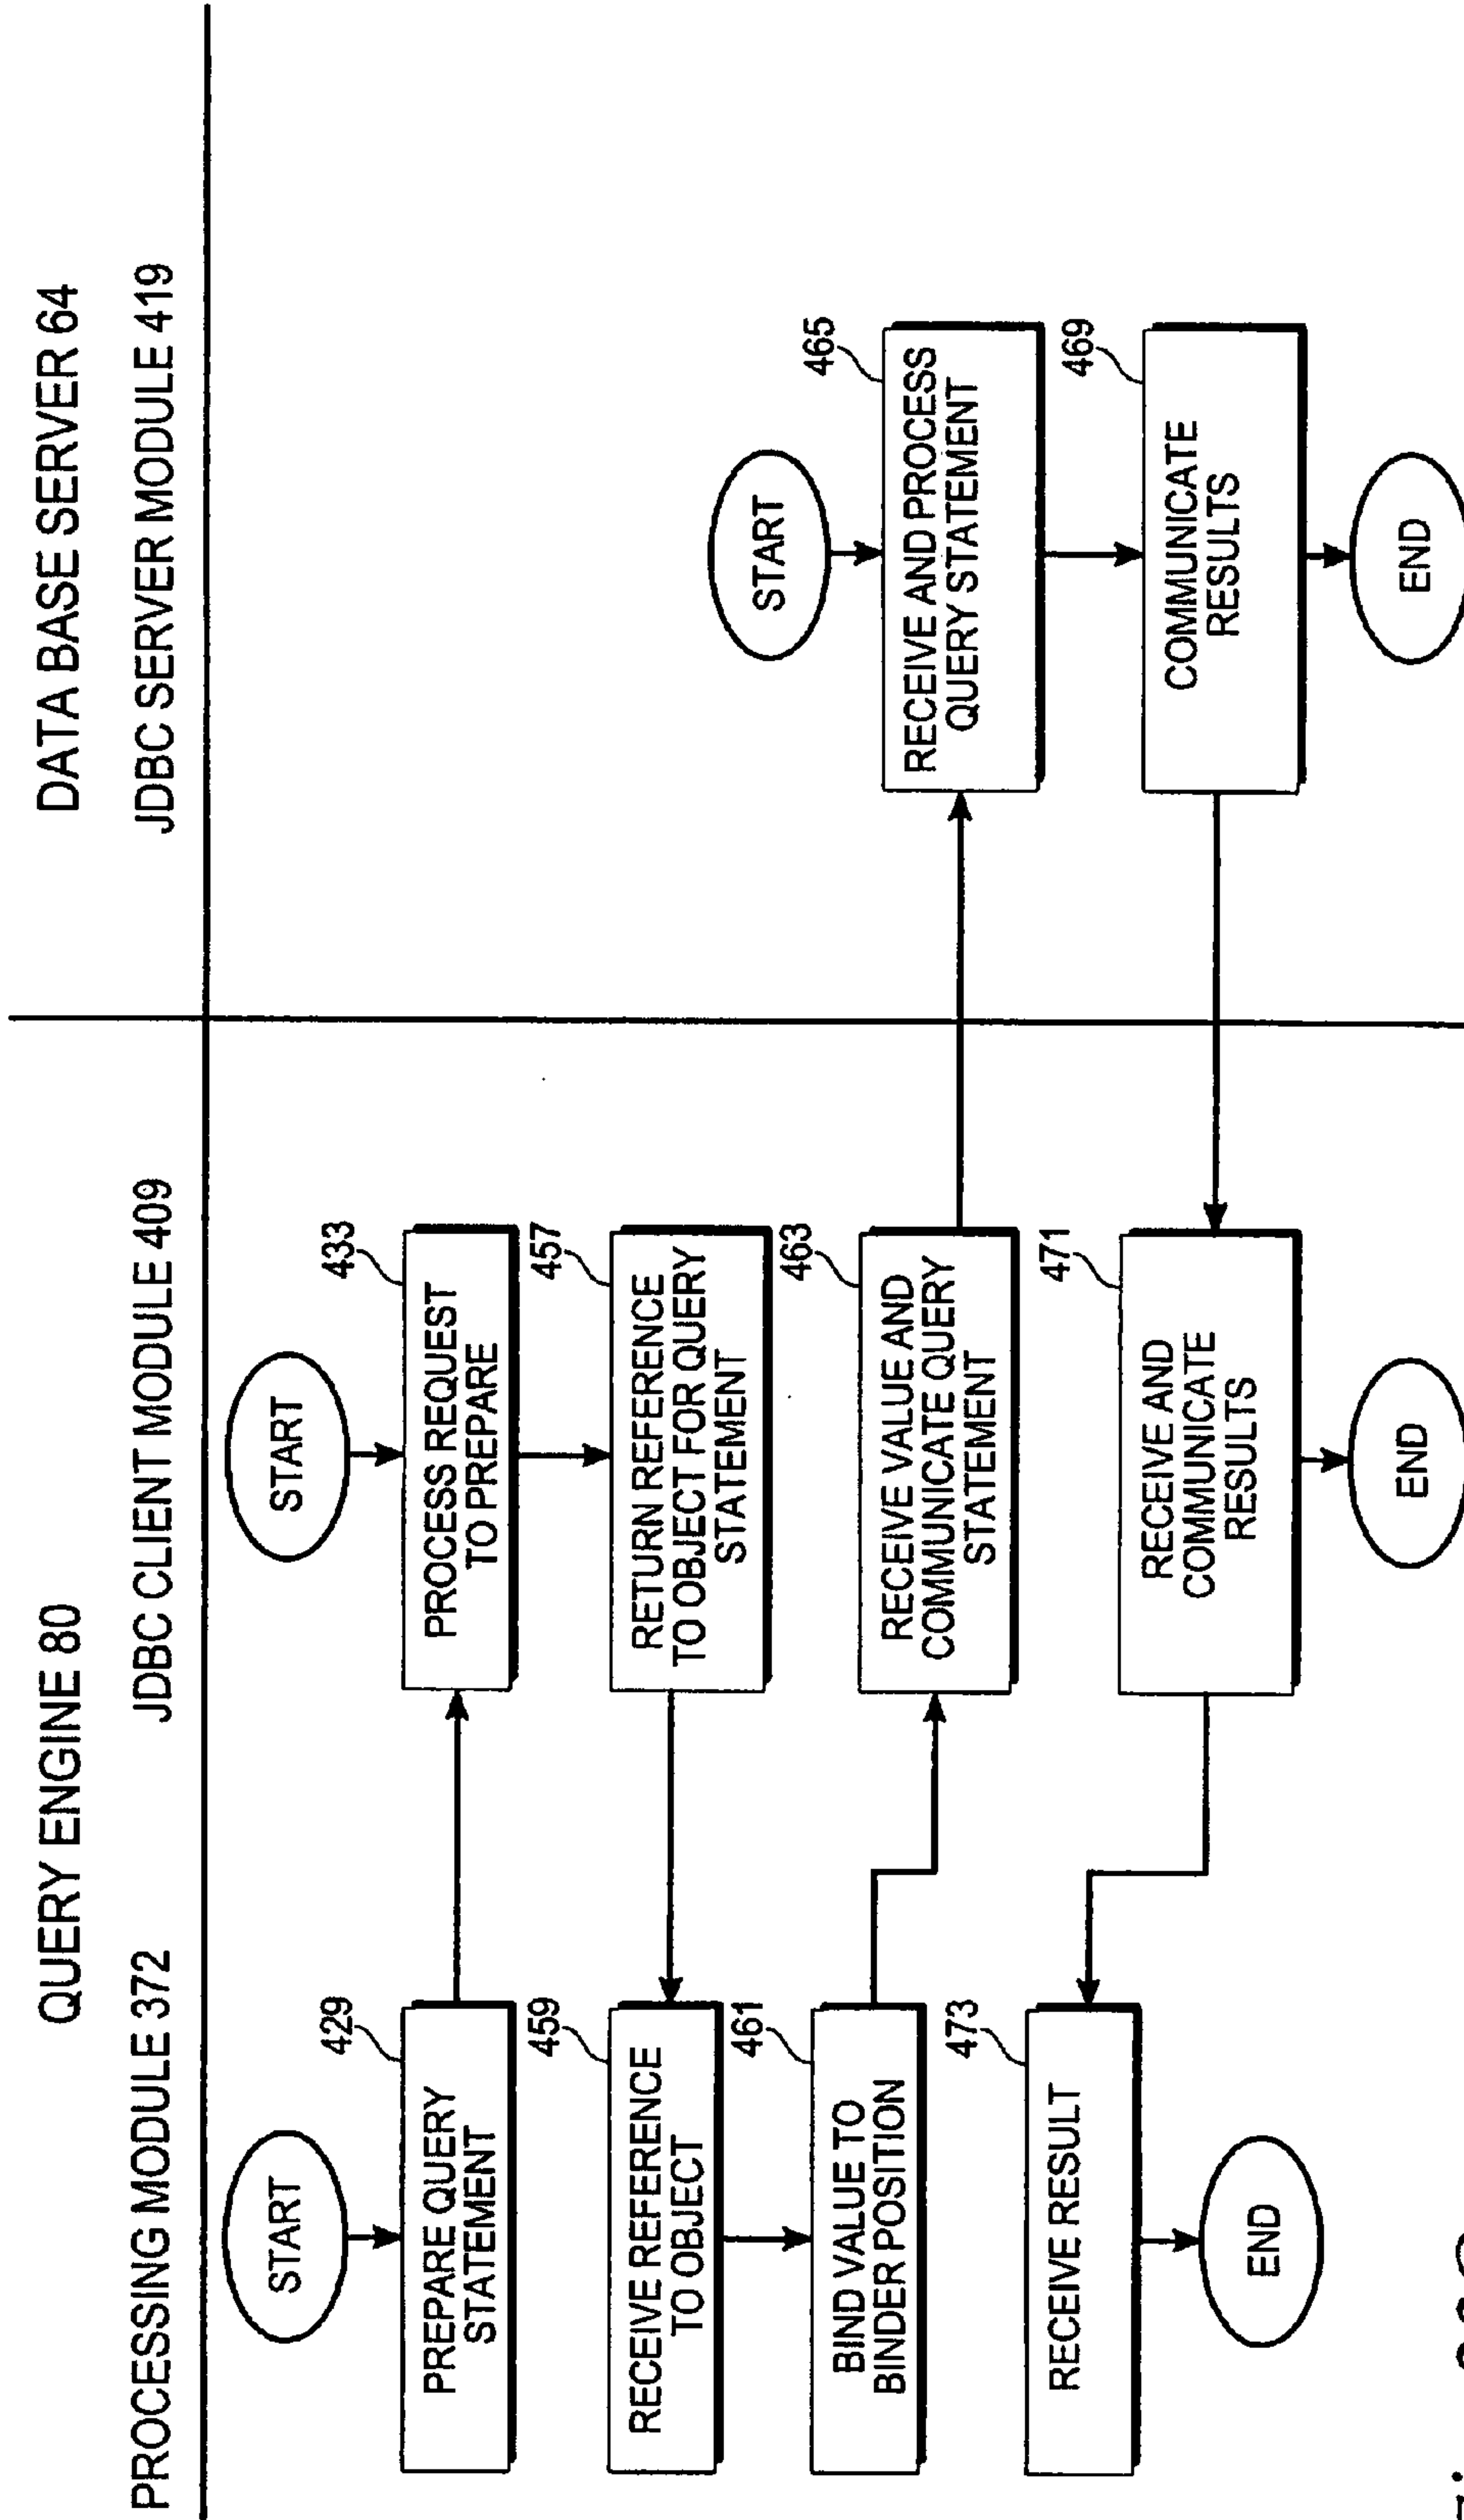 QUERY ENGINE 80
DATA BASE SERVER 64
PROCESSING MODULE 372
JDBC CLIENT MODULE 409
JDBC SERVER MODULE 419
START
429
PREPARE QUERY
STATEMENT
START
433
PROCESS REQUEST
TO PREPARE
457
RETURN REFERENCE
TO OBJECT FOR QUERY
STATEMENT
459
RECEIVE REFERENCE
TO OBJECT
461
BIND VALUE TO
BINDER POSITION
463
RECEIVE VALUE AND
COMMUNICATE QUERY
STATEMENT
START
465
RECEIVE AND PROCESS
QUERY STATEMENT
469
COMMUNICATE
RESULTS
END
471
RECEIVE AND
COMMUNICATE
RESULTS
END
473
RECEIVE RESULT
END